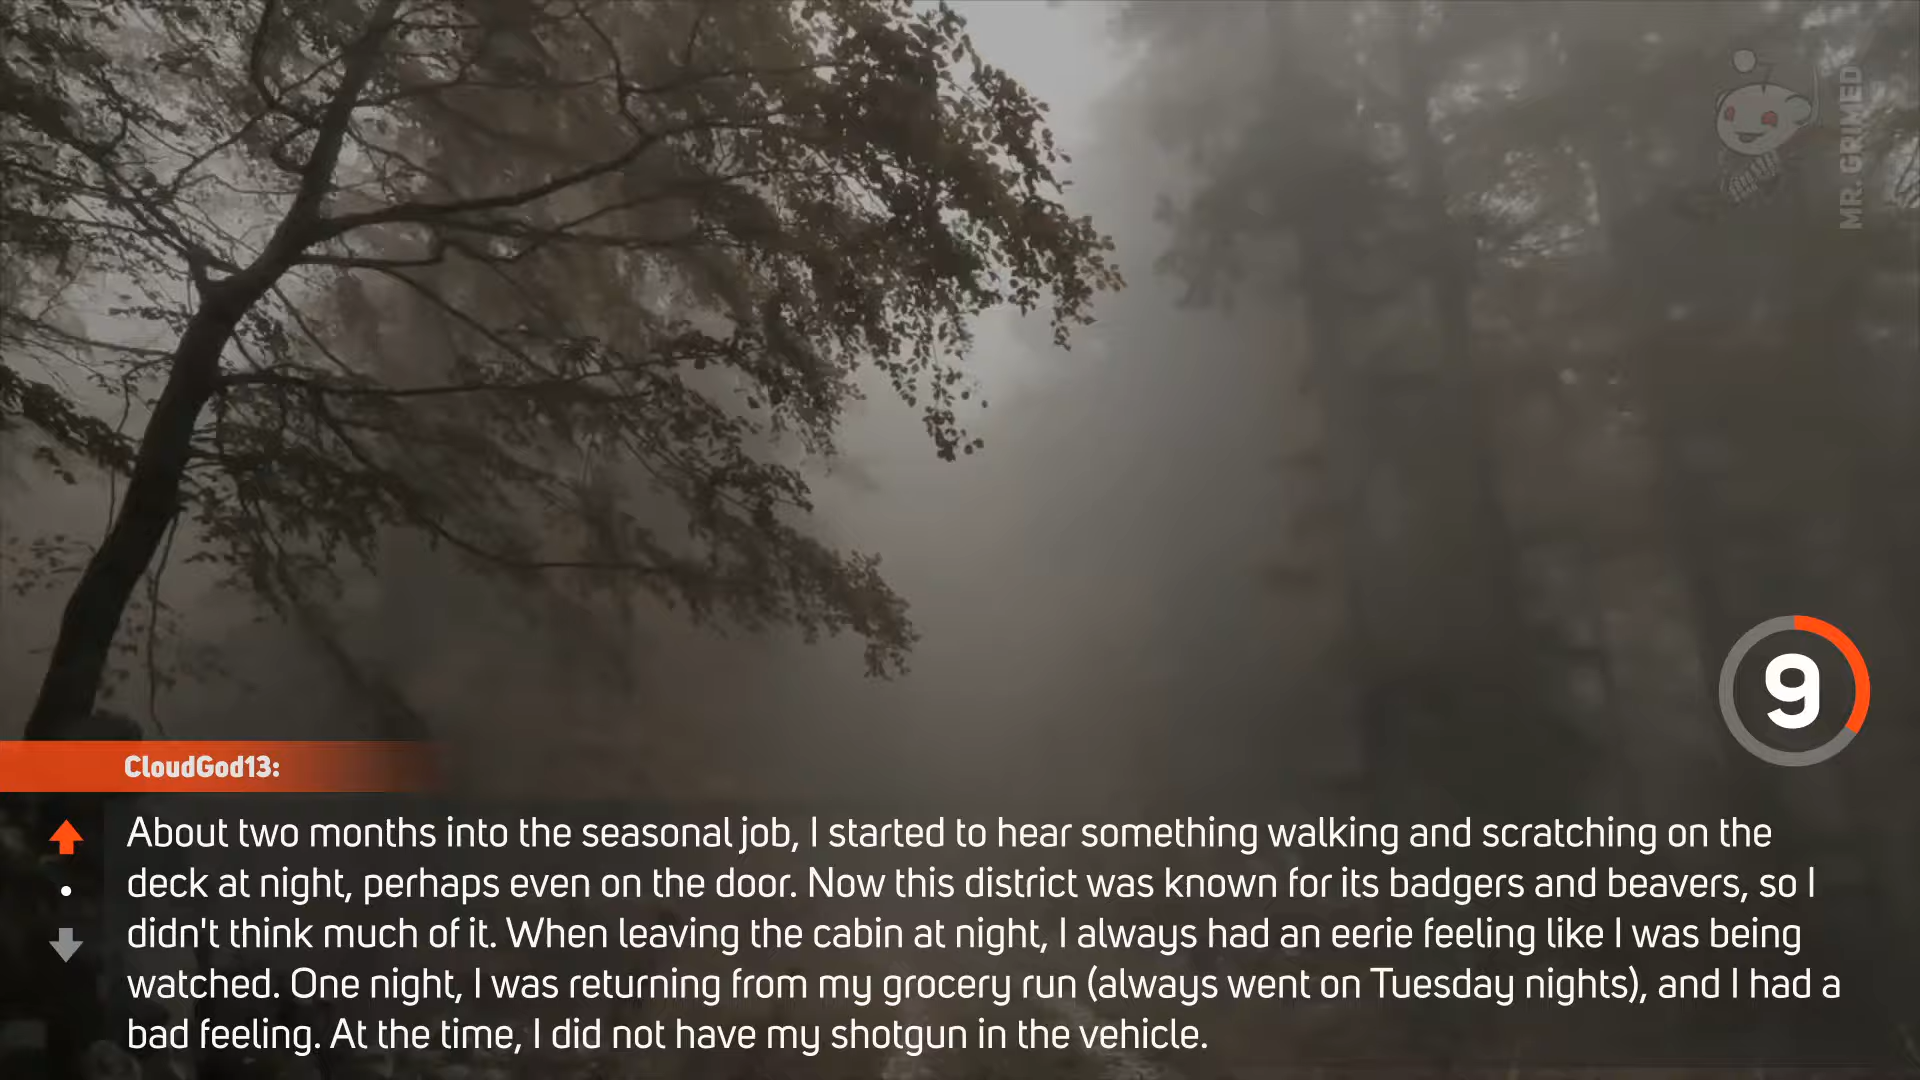 MR. GRIMED
9
CloudGod13:
About two months into the seasonal job, I started to hear something walking and scratching on the
deck at night, perhaps even on the door. Now this district was known for its badgers and beavers, so I
didn't think much of it. When leaving the cabin at night, I always had an eerie feeling like I was being
watched. One night, I was returning from my grocery run (always went on Tuesday nights), and I had a
bad feeling. At the time, I did not have my shotgun in the vehicle.